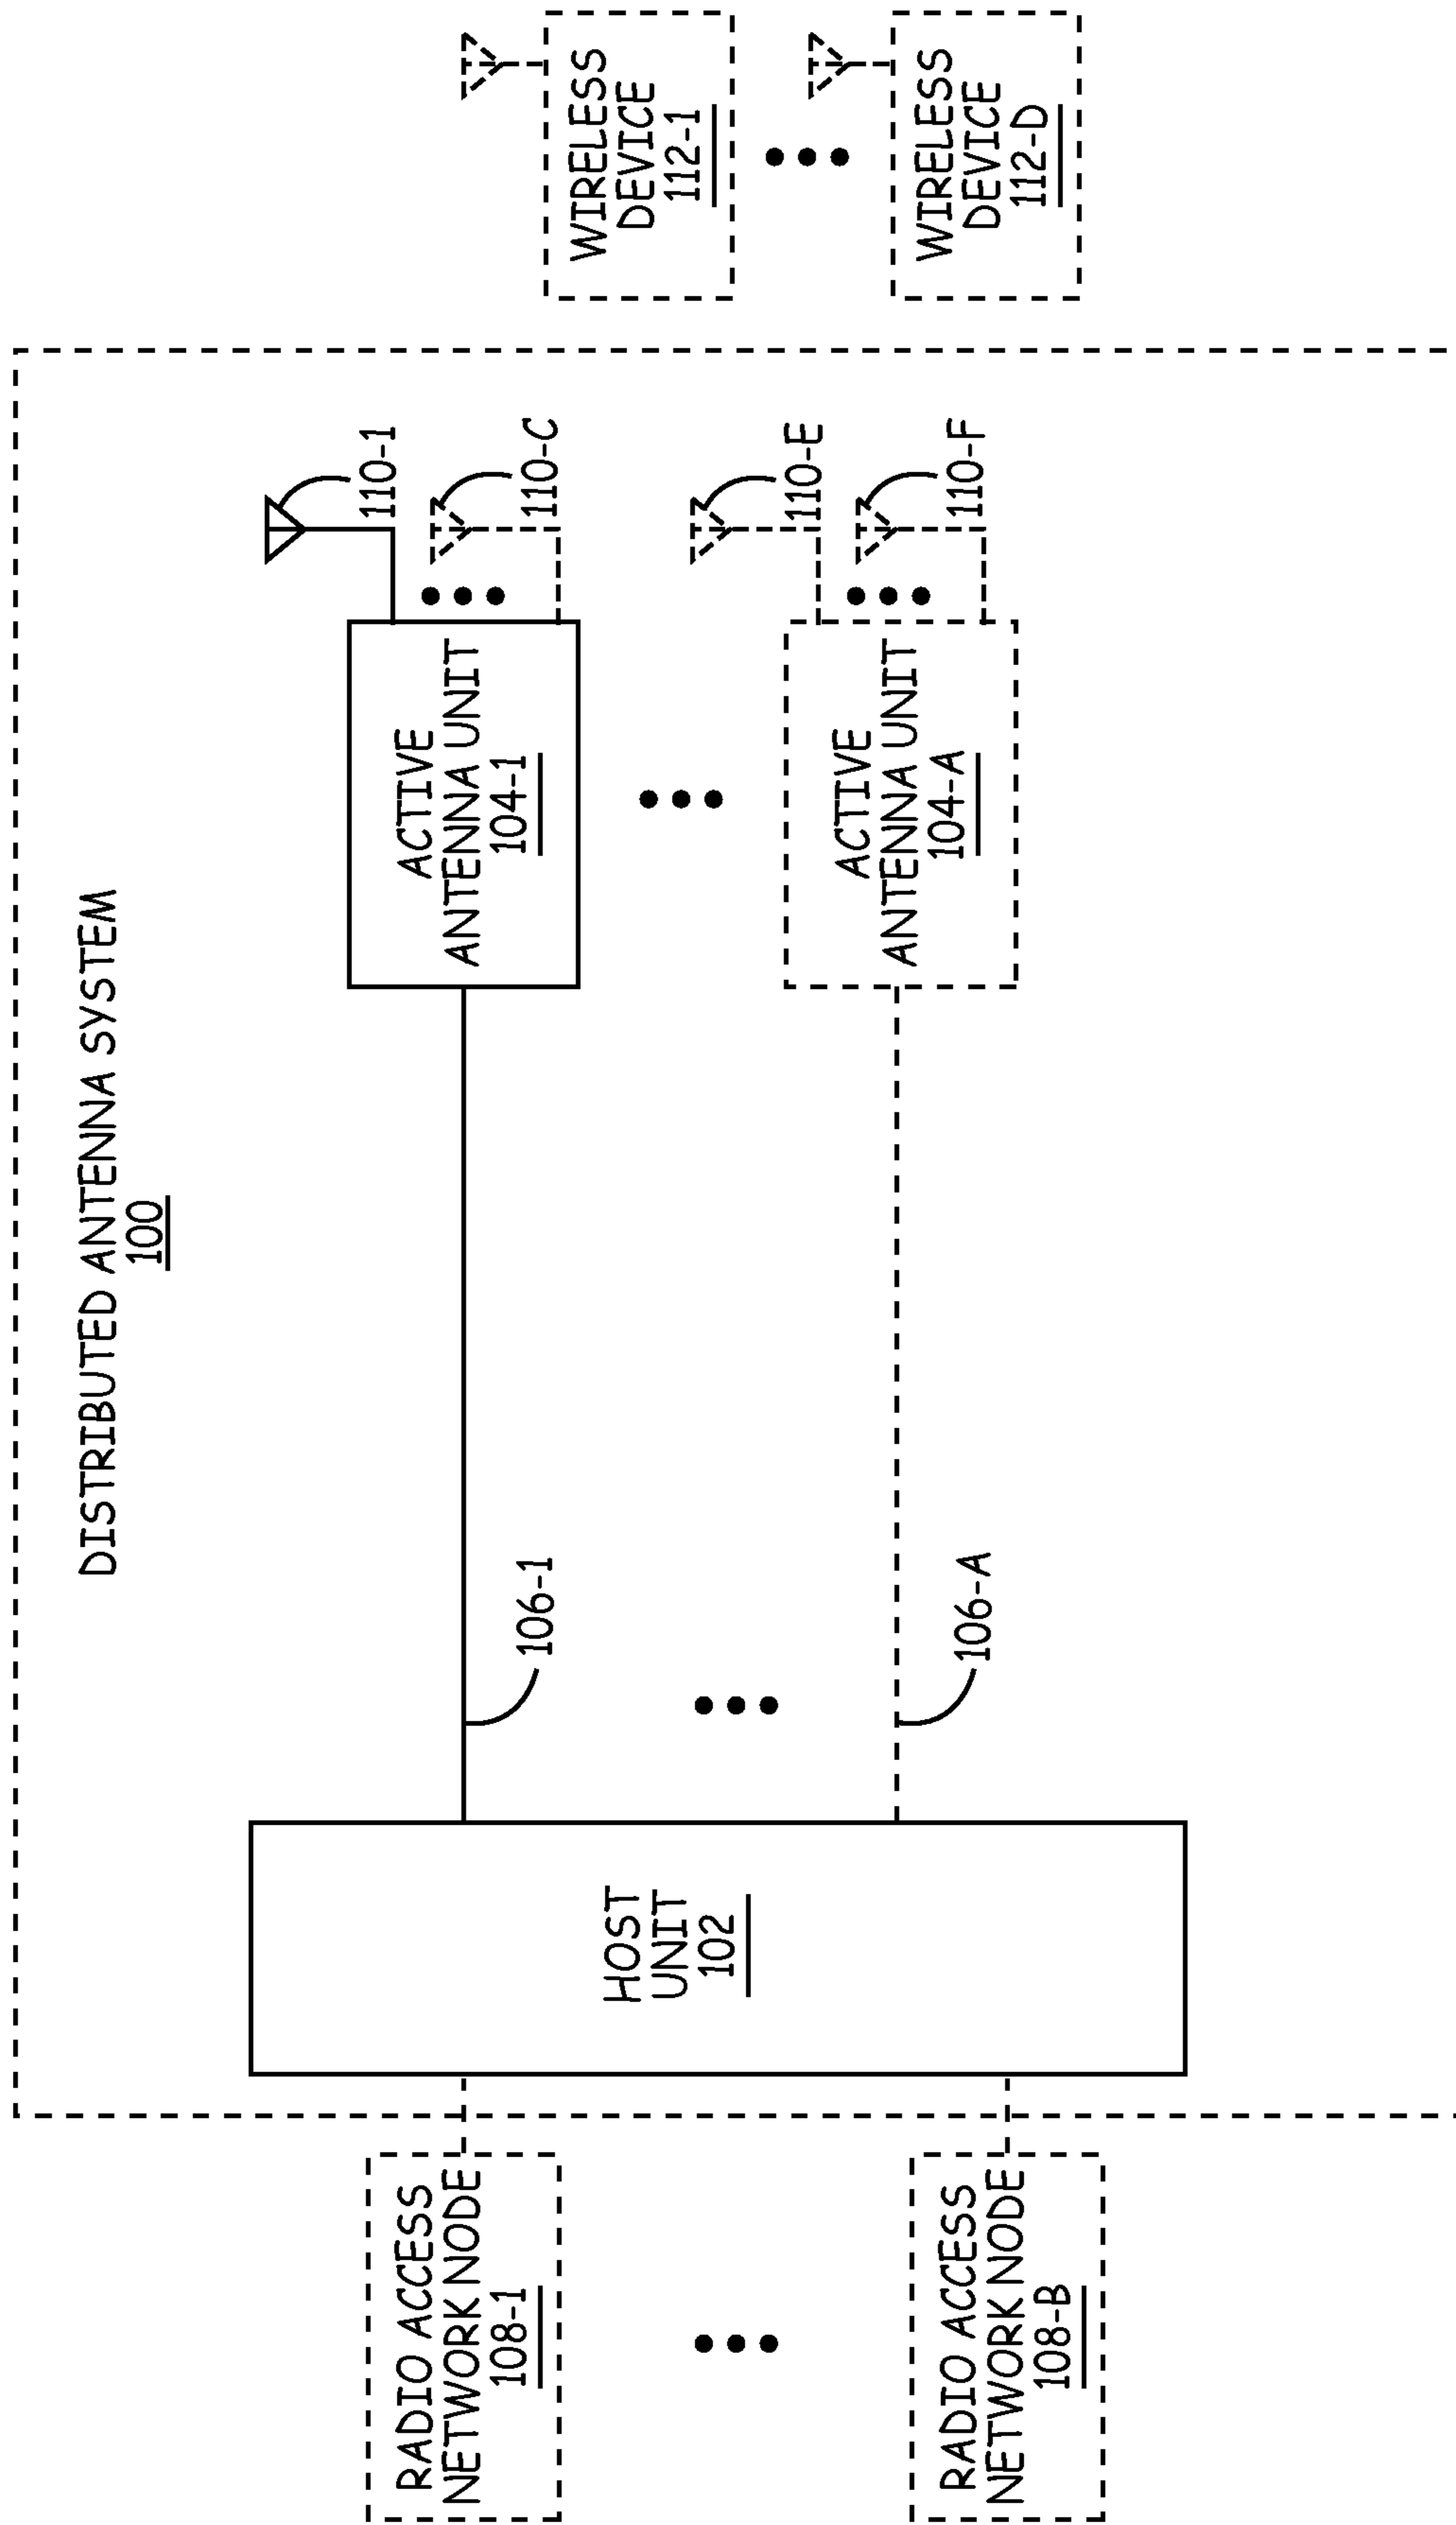 DISTRIBUTED ANTENNA SYSTEM
100
RADIO ACCESS
NETWORK NODE
108-1
RADIO ACCESS
NETWORK NODE
108-B
HOST
UNIT
102
106-1
106-A
ACTIVE
ANTENNA UNIT
104-1
ACTIVE
ANTENNA UNIT
104-A
110-1
110-C
110-E
110-F
WIRELESS
DEVICE
112-1
WIRELESS
DEVICE
112-D